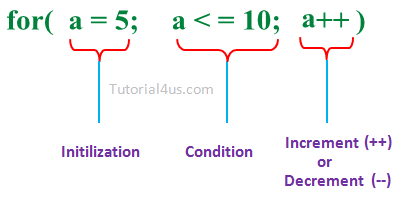 for( a = 5; a < = 10; a++ )
Tutorial4us.com
Initilization Condition Increment (++)
or
Decrement (--)